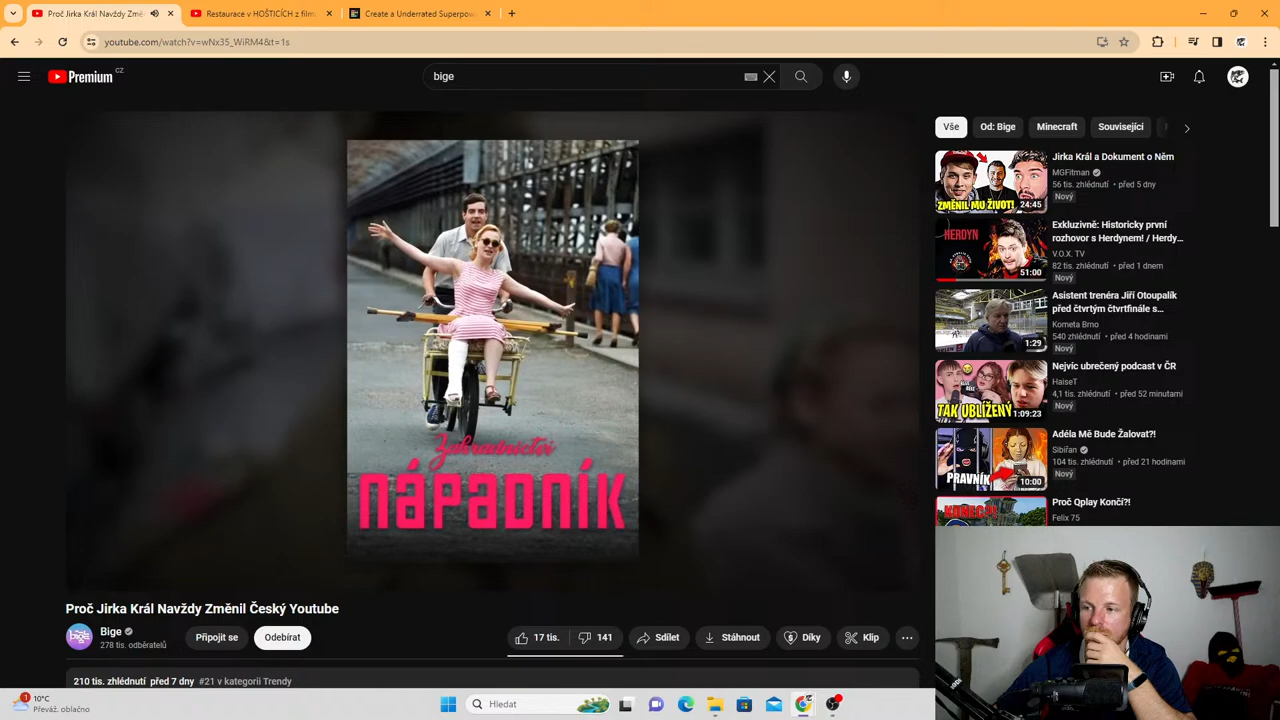 Proč Jirka Král Navždy Změ
Restaurace v HOŠTICÍCH z film
Create a Underrated Superpow
youtube.com/watch?v=wNx35_WiRM4&t=1s
Premium CZ
bige
Vše
Od: Bige
Minecraft
Související
Zahradnictví
NÁPADNÍK
ZMĚNIL MU ŽIVOT!
24:45
Jirka Král a Dokument o Něm
MGFitman
56 tis. zhlédnutí • před 5 dny
Nový
HERDYN
51:00
Exkluzivně: Historicky první
rozhovor s Herdynem! / Herdy...
V.O.X. TV
82 tis. zhlédnutí • před 1 dnem
Nový
1:29
Asistent trenéra Jiří Otoupalík
před čtvrtým čtvrtfinále s...
Kometa Brno
540 zhlédnutí • před 4 hodinami
Nový
TAK UBLÍŽENÝ
1:09:23
Nejvíc ubrečený podcast v ČR
HaiseT
4,1 tis. zhlédnutí • před 52 minutami
Nový
PRAVNÍK
10:00
Adéla Mě Bude Žalovat?!
Sibiřan
104 tis. zhlédnutí • před 21 hodinami
Nový
KONEC?!
Proč Qplay Končí?!
Felix 75
Proč Jirka Král Navždy Změnil Český Youtube
bige
Bige
278 tis. odběratelů
Připojit se
Odebírat
17 tis.
141
Sdílet
Stáhnout
Díky
Klip
210 tis. zhlédnutí před 7 dny #21 v kategorii Trendy
1
10°C
Převáž. oblačno
Hledat